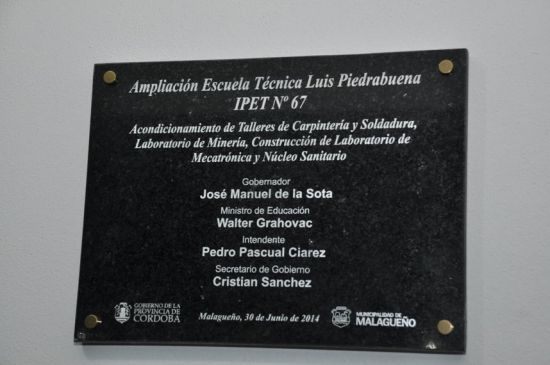 Ampliación Escuela Técnica Luis Piedrabuena
IPET Nº 67
Acondicionamiento de Talleres de Carpintería y Soldadura,
Laboratorio de Minería, Construcción de Laboratorio de
Mecatrónica y Núcleo Sanitario
Gobernador
José Manuel de la Sota
Ministro de Educación
Walter Grahovac
Intendente
Pedro Pascual Ciarez
Secretario de Gobierno
Cristian Sanchez
GOBIERNO DE LA
PROVINCIA DE
CORDOBA
Malagueño, 30 de Junio de 2014
MUNICIPALIDAD DE
MALAGUEÑO